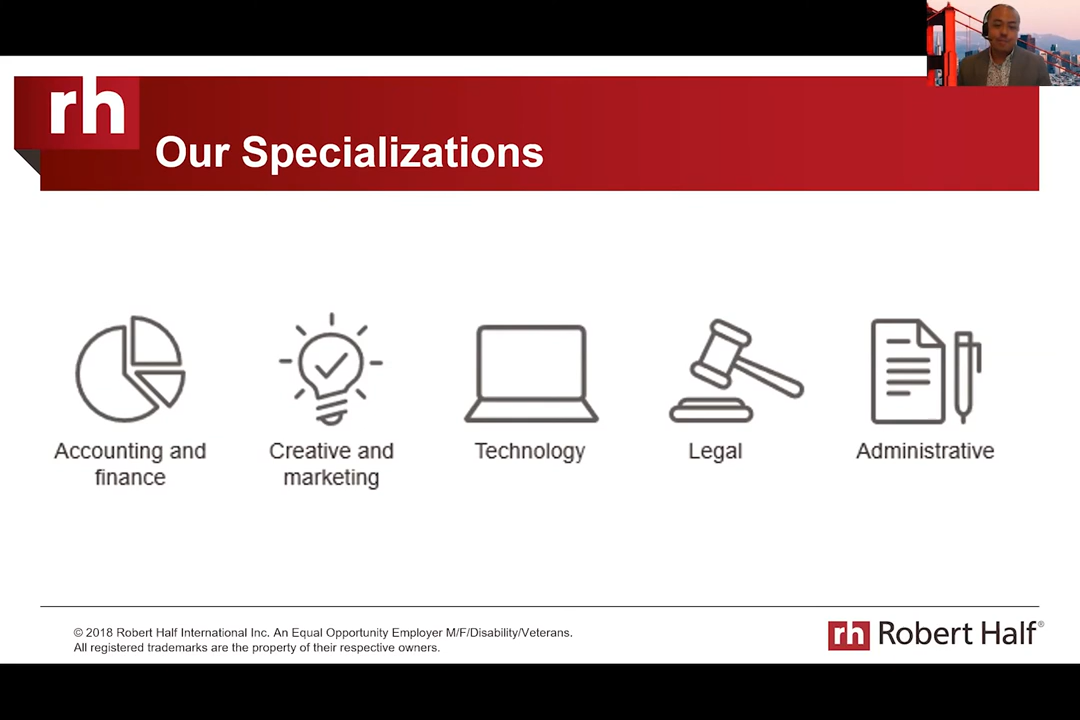 rh
Our Specializations
Accounting and
finance
Creative and
marketing
Technology
Legal
Administrative
© 2018 Robert Half International Inc. An Equal Opportunity Employer M/F/Disability/Veterans.
All registered trademarks are the property of their respective owners.
rh Robert Half®